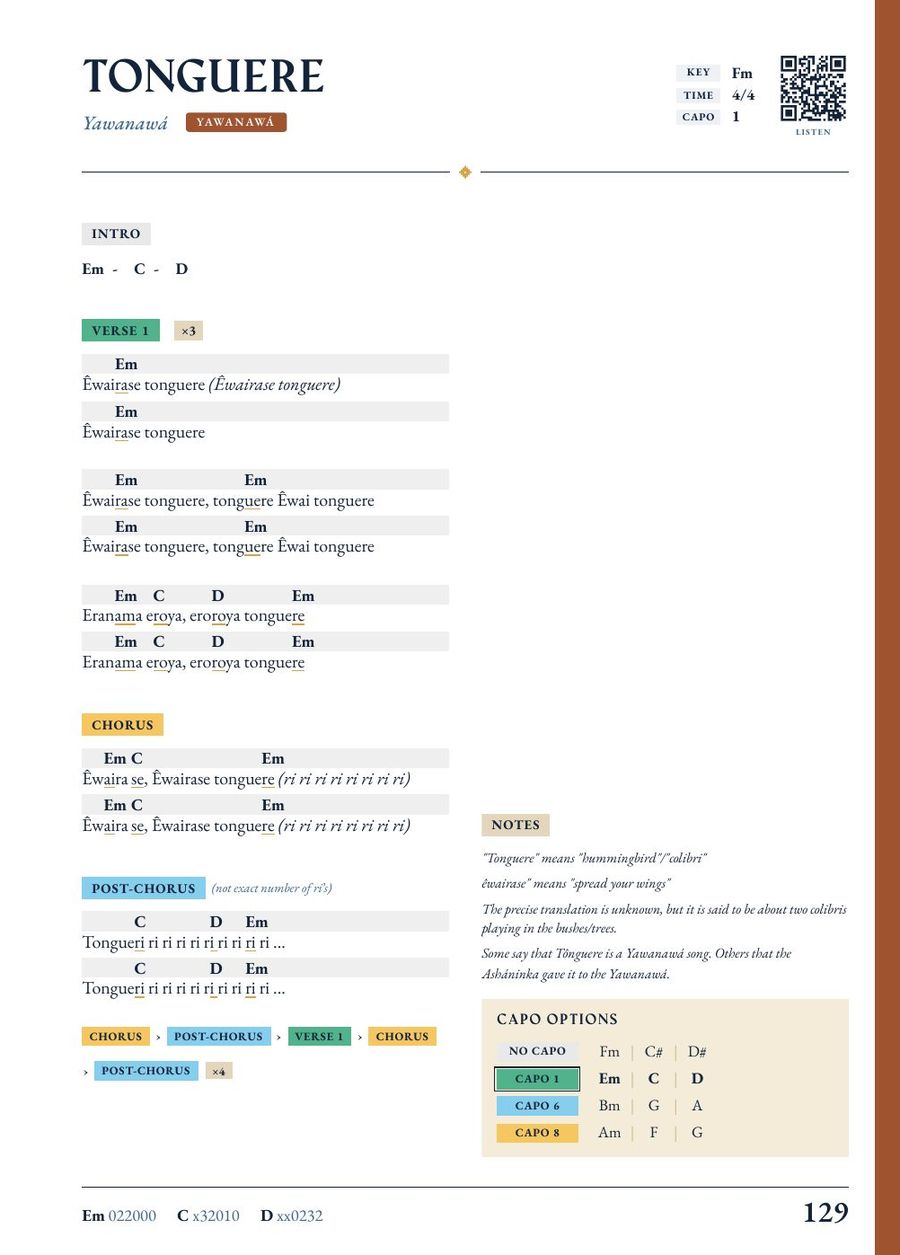 TONGUERE
Yawanawá YAWANAWÁ
KEY Fm
TIME 4/4
CAPO 1
LISTEN
INTRO
Em - C - D
VERSE 1 ×3
Em
Êwairase tonguere (Êwairase tonguere)
Em
Êwairase tonguere
Em Em
Êwairase tonguere, tonguere Êwai tonguere
Em Em
Êwairase tonguere, tonguere Êwai tonguere
Em C D Em
Eranama eroya, eroroya tonguere
Em C D Em
Eranama eroya, eroroya tonguere
CHORUS
Em C Em
Êwaira se, Êwairase tonguere (ri ri ri ri ri ri ri ri)
Em C Em
Êwaira se, Êwairase tonguere (ri ri ri ri ri ri ri ri)
POST-CHORUS (not exact number of ri's)
C D Em
Tongueri ri ri ri ri ri ri ri ri ri ...
C D Em
Tongueri ri ri ri ri ri ri ri ri ri ...
CHORUS › POST-CHORUS › VERSE 1 › CHORUS
› POST-CHORUS ×4
NOTES
"Tonguere" means "hummingbird"/"colibri"
êwairase" means "spread your wings"
The precise translation is unknown, but it is said to be about two colibris
playing in the bushes/trees.
Some say that Tônguere is a Yawanawá song. Others that the
Asháninka gave it to the Yawanawá.
CAPO OPTIONS
NO CAPO Fm | C# | D#
CAPO 1 Em | C | D
CAPO 6 Bm | G | A
CAPO 8 Am | F | G
Em 022000 C x32010 D xx0232
129